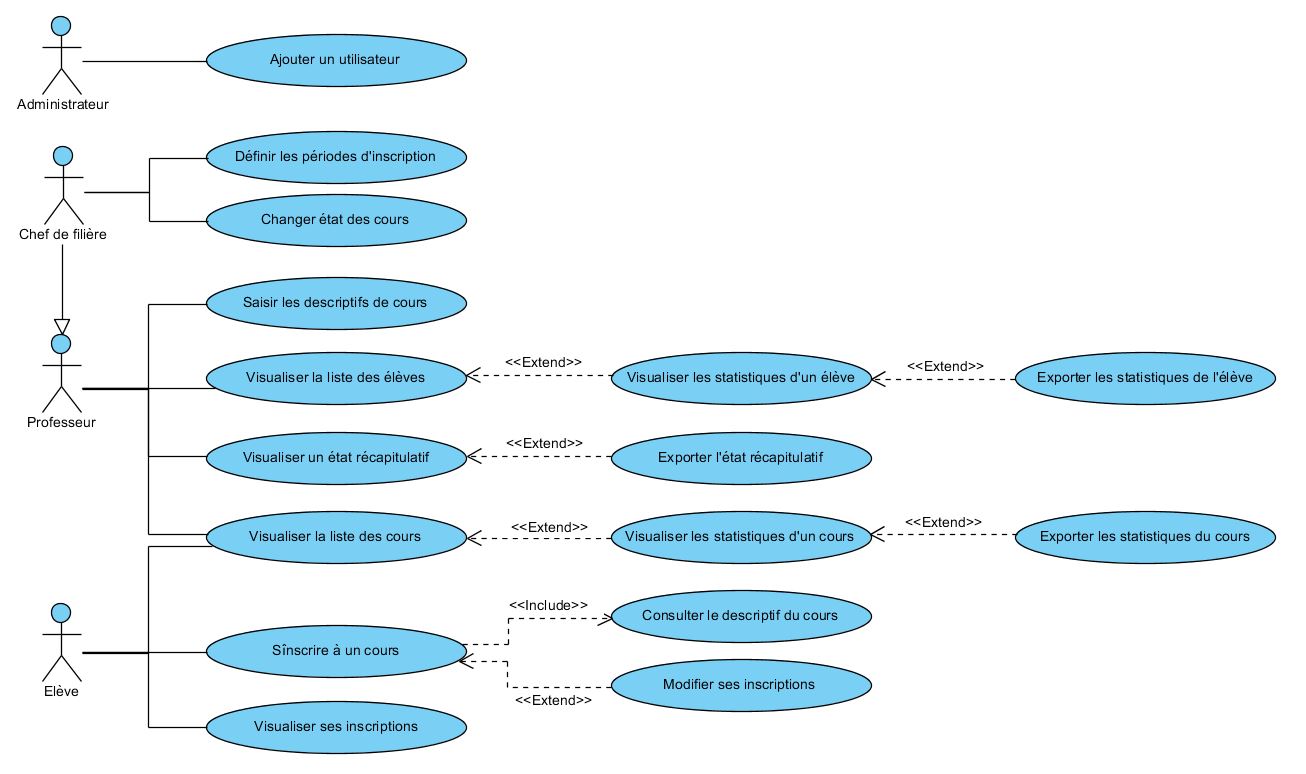 Ajouter un utilisateur
Administrateur
Définir les périodes d'inscription
Changer état des cours
Chef de filière
Saisir les descriptifs de cours
<<Extend>>
<<Extend>>
Visualiser la liste des élèves
Visualiser les statistiques d'un élève
Exporter les statistiques de l'élève
Professeur
<<Extend>>
Visualiser un état récapitulatif
Exporter l'état récapitulatif
<<Extend>>
<<Extend>>
Visualiser la liste des cours
Visualiser les statistiques d'un cours
Exporter les statistiques du cours
<<Include>>
Consulter le descriptif du cours
Sînscrire à un cours
Modifier ses inscriptions
Elève
<<Extend>>
Visualiser ses inscriptions